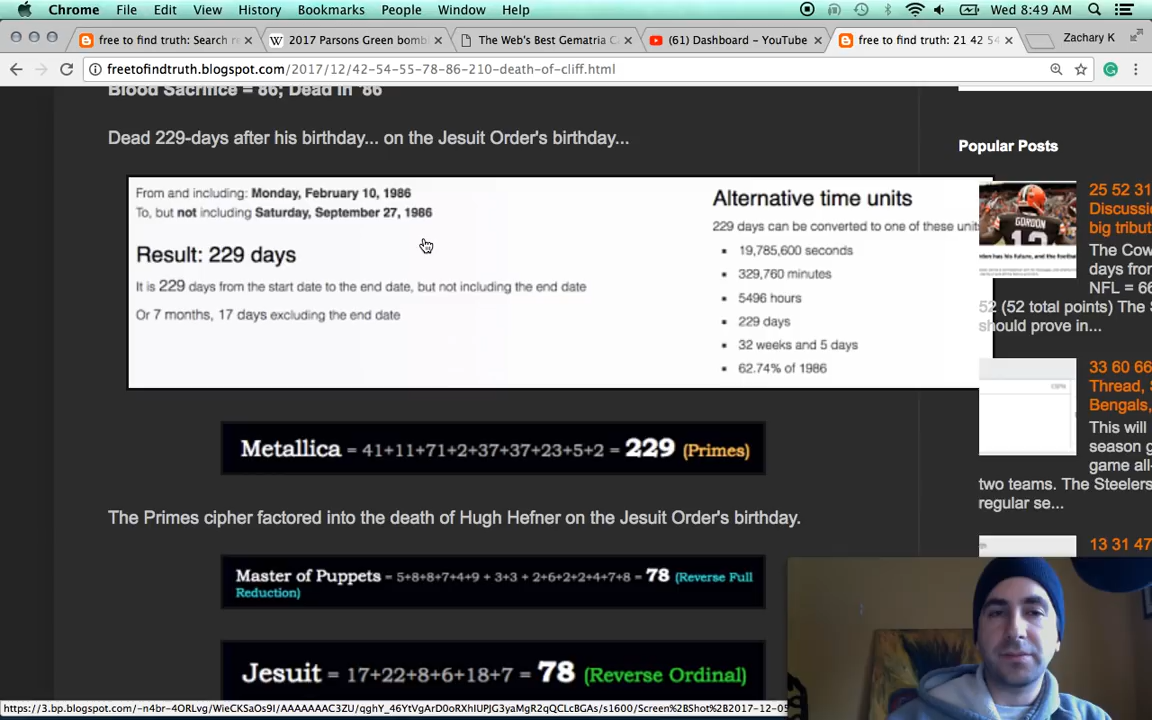 Chrome File Edit View History Bookmarks People Window Help Wed 8:49 AM
free to find truth: Search r
2017 Parsons Green bomb
The Web's Best Gematria Ca
(61) Dashboard – YouTube
free to find truth: 21 42 54
Zachary K
freetofindtruth.blogspot.com/2017/12/42-54-55-78-86-210-death-of-cliff.html
Blood Sacrifice = 86; Dead in '86
Dead 229-days after his birthday... on the Jesuit Order's birthday...
From and including: Monday, February 10, 1986
To, but not including Saturday, September 27, 1986
Result: 229 days
It is 229 days from the start date to the end date, but not including the end date
Or 7 months, 17 days excluding the end date
Alternative time units
229 days can be converted to one of these units
19,785,600 seconds
329,760 minutes
5496 hours
229 days
32 weeks and 5 days
62.74% of 1986
Metallica = 41+11+71+2+37+37+23+5+2 = 229 (Primes)
The Primes cipher factored into the death of Hugh Hefner on the Jesuit Order's birthday.
Master of Puppets = 5+8+8+7+4+9 + 3+3 + 2+6+2+2+4+7+8 = 78 (Reverse Full
Reduction)
Jesuit = 17+22+8+6+18+7 = 78 (Reverse Ordinal)
Popular Posts
25 52 31
Discussi
big tribut
The Cow
days from
NFL = 66
52 (52 total points) The S
should prove in...
33 60 66
Thread, S
Bengals,
This will
season g
game all-
two teams. The Steelers
regular se...
13 31 47
GORDON